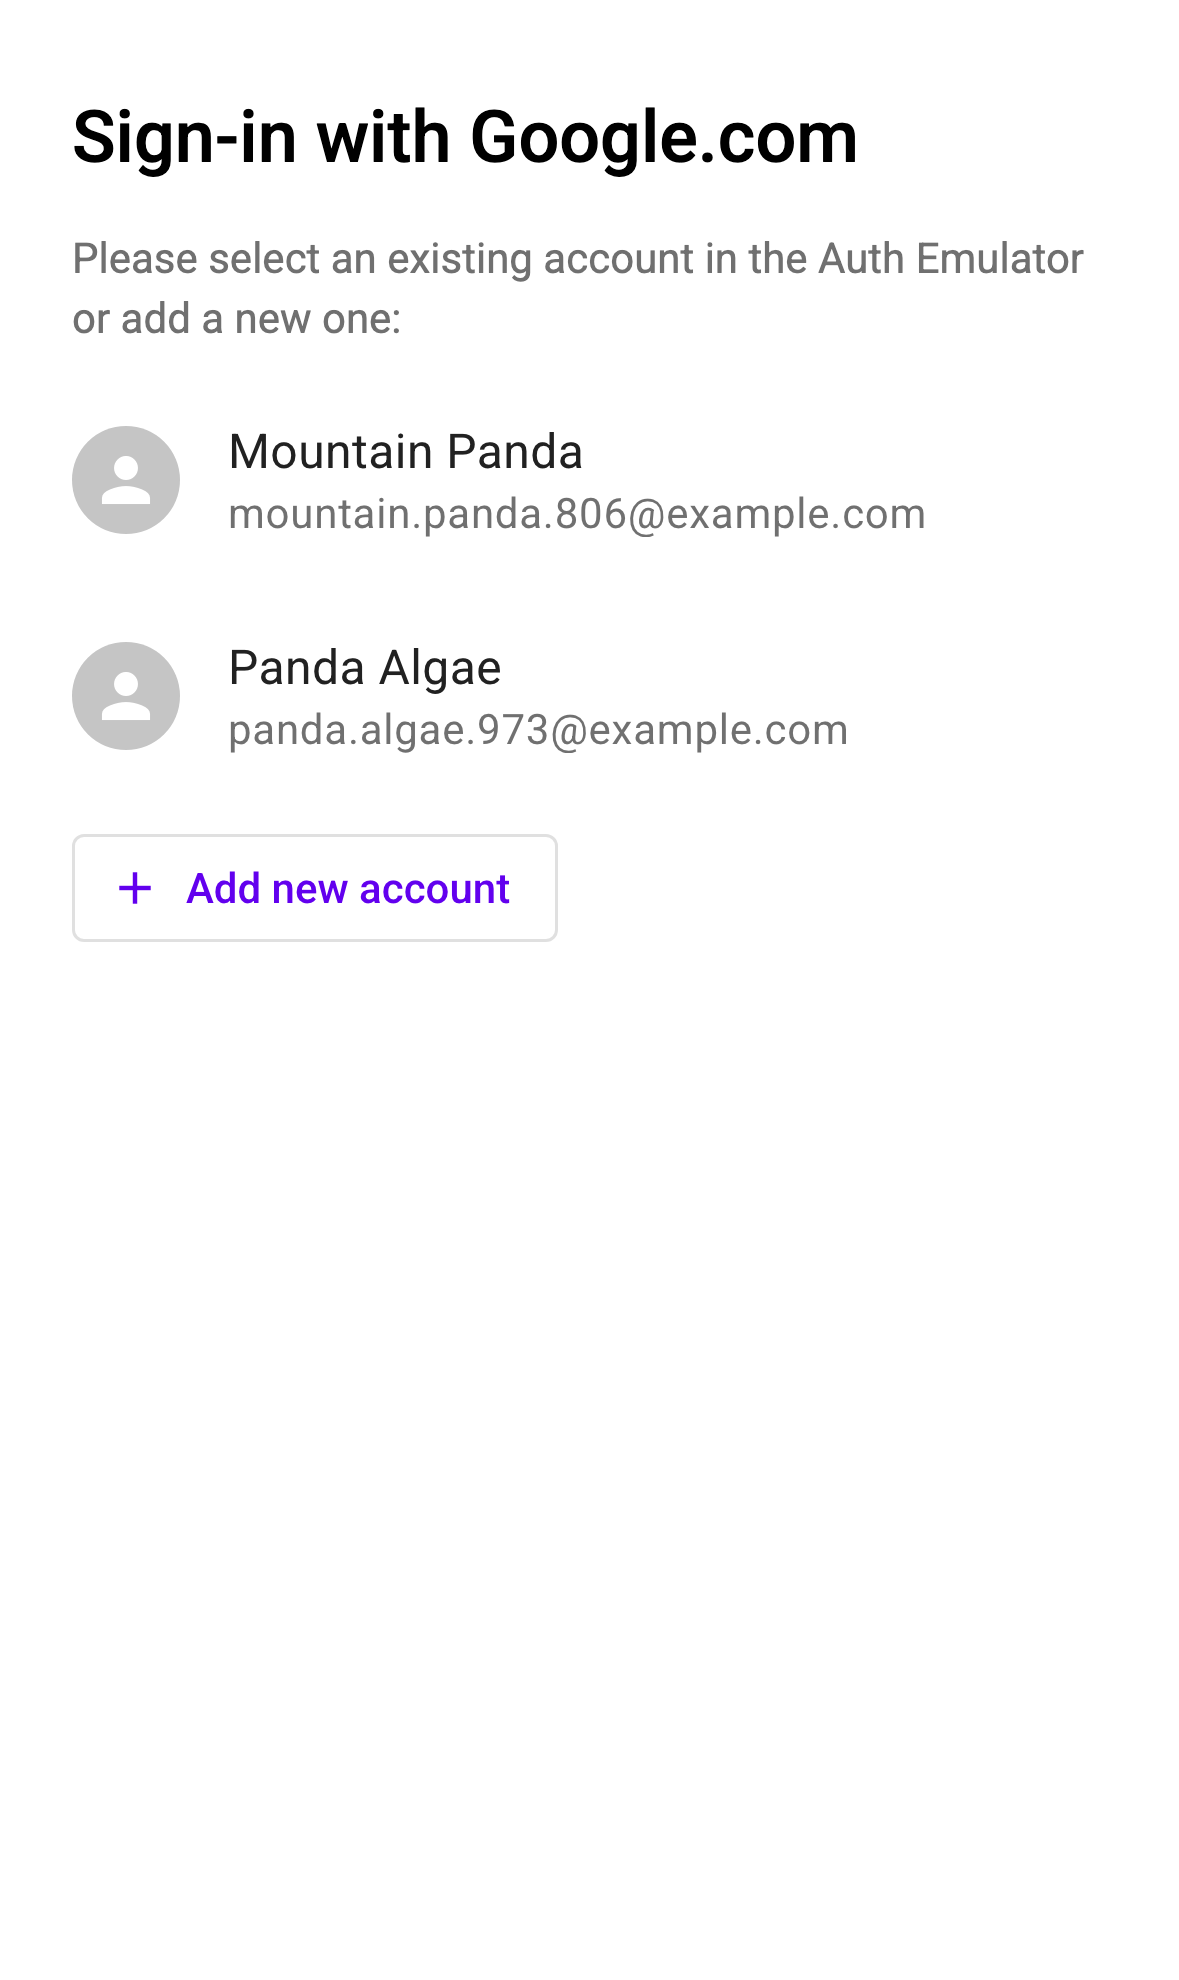 Sign-in with Google.com
Please select an existing account in the Auth Emulator
or add a new one:
Mountain Panda
mountain.panda.806@example.com
Panda Algae
panda.algae.973@example.com
+ Add new account